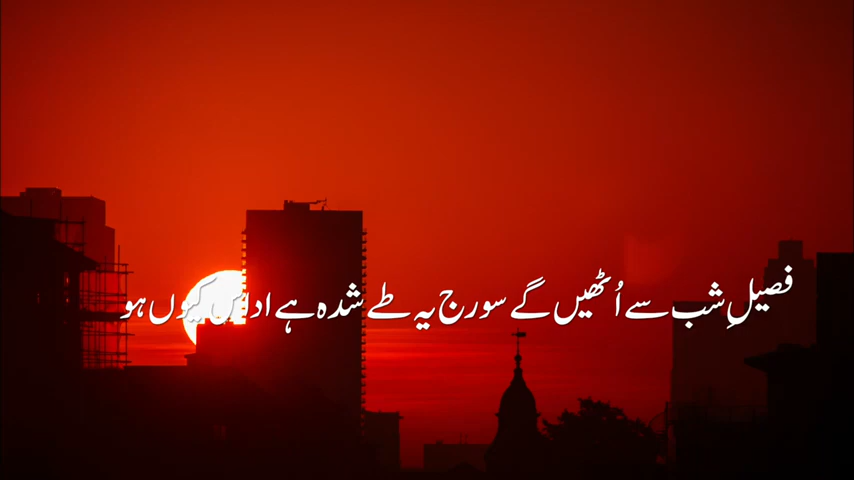 فصیلِ شب سے اُٹھیں گے سورج یہ طے شدہ ہے اداس کیوں ہو